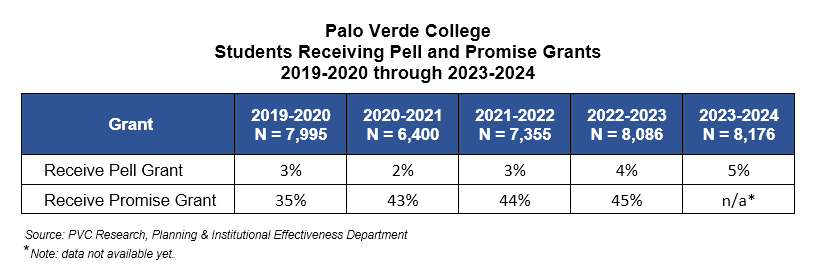 Palo Verde College
Students Receiving Pell and Promise Grants
2019-2020 through 2023-2024
Grant 2019-2020 2020-2021 2021-2022 2022-2023 2023-2024
N = 7,995 N = 6,400 N = 7,355 N = 8,086 N = 8,176
Receive Pell Grant 3% 2% 3% 4% 5%
Receive Promise Grant 35% 43% 44% 45% n/a*
Source: PVC Research, Planning & Institutional Effectiveness Department
*Note: data not available yet.